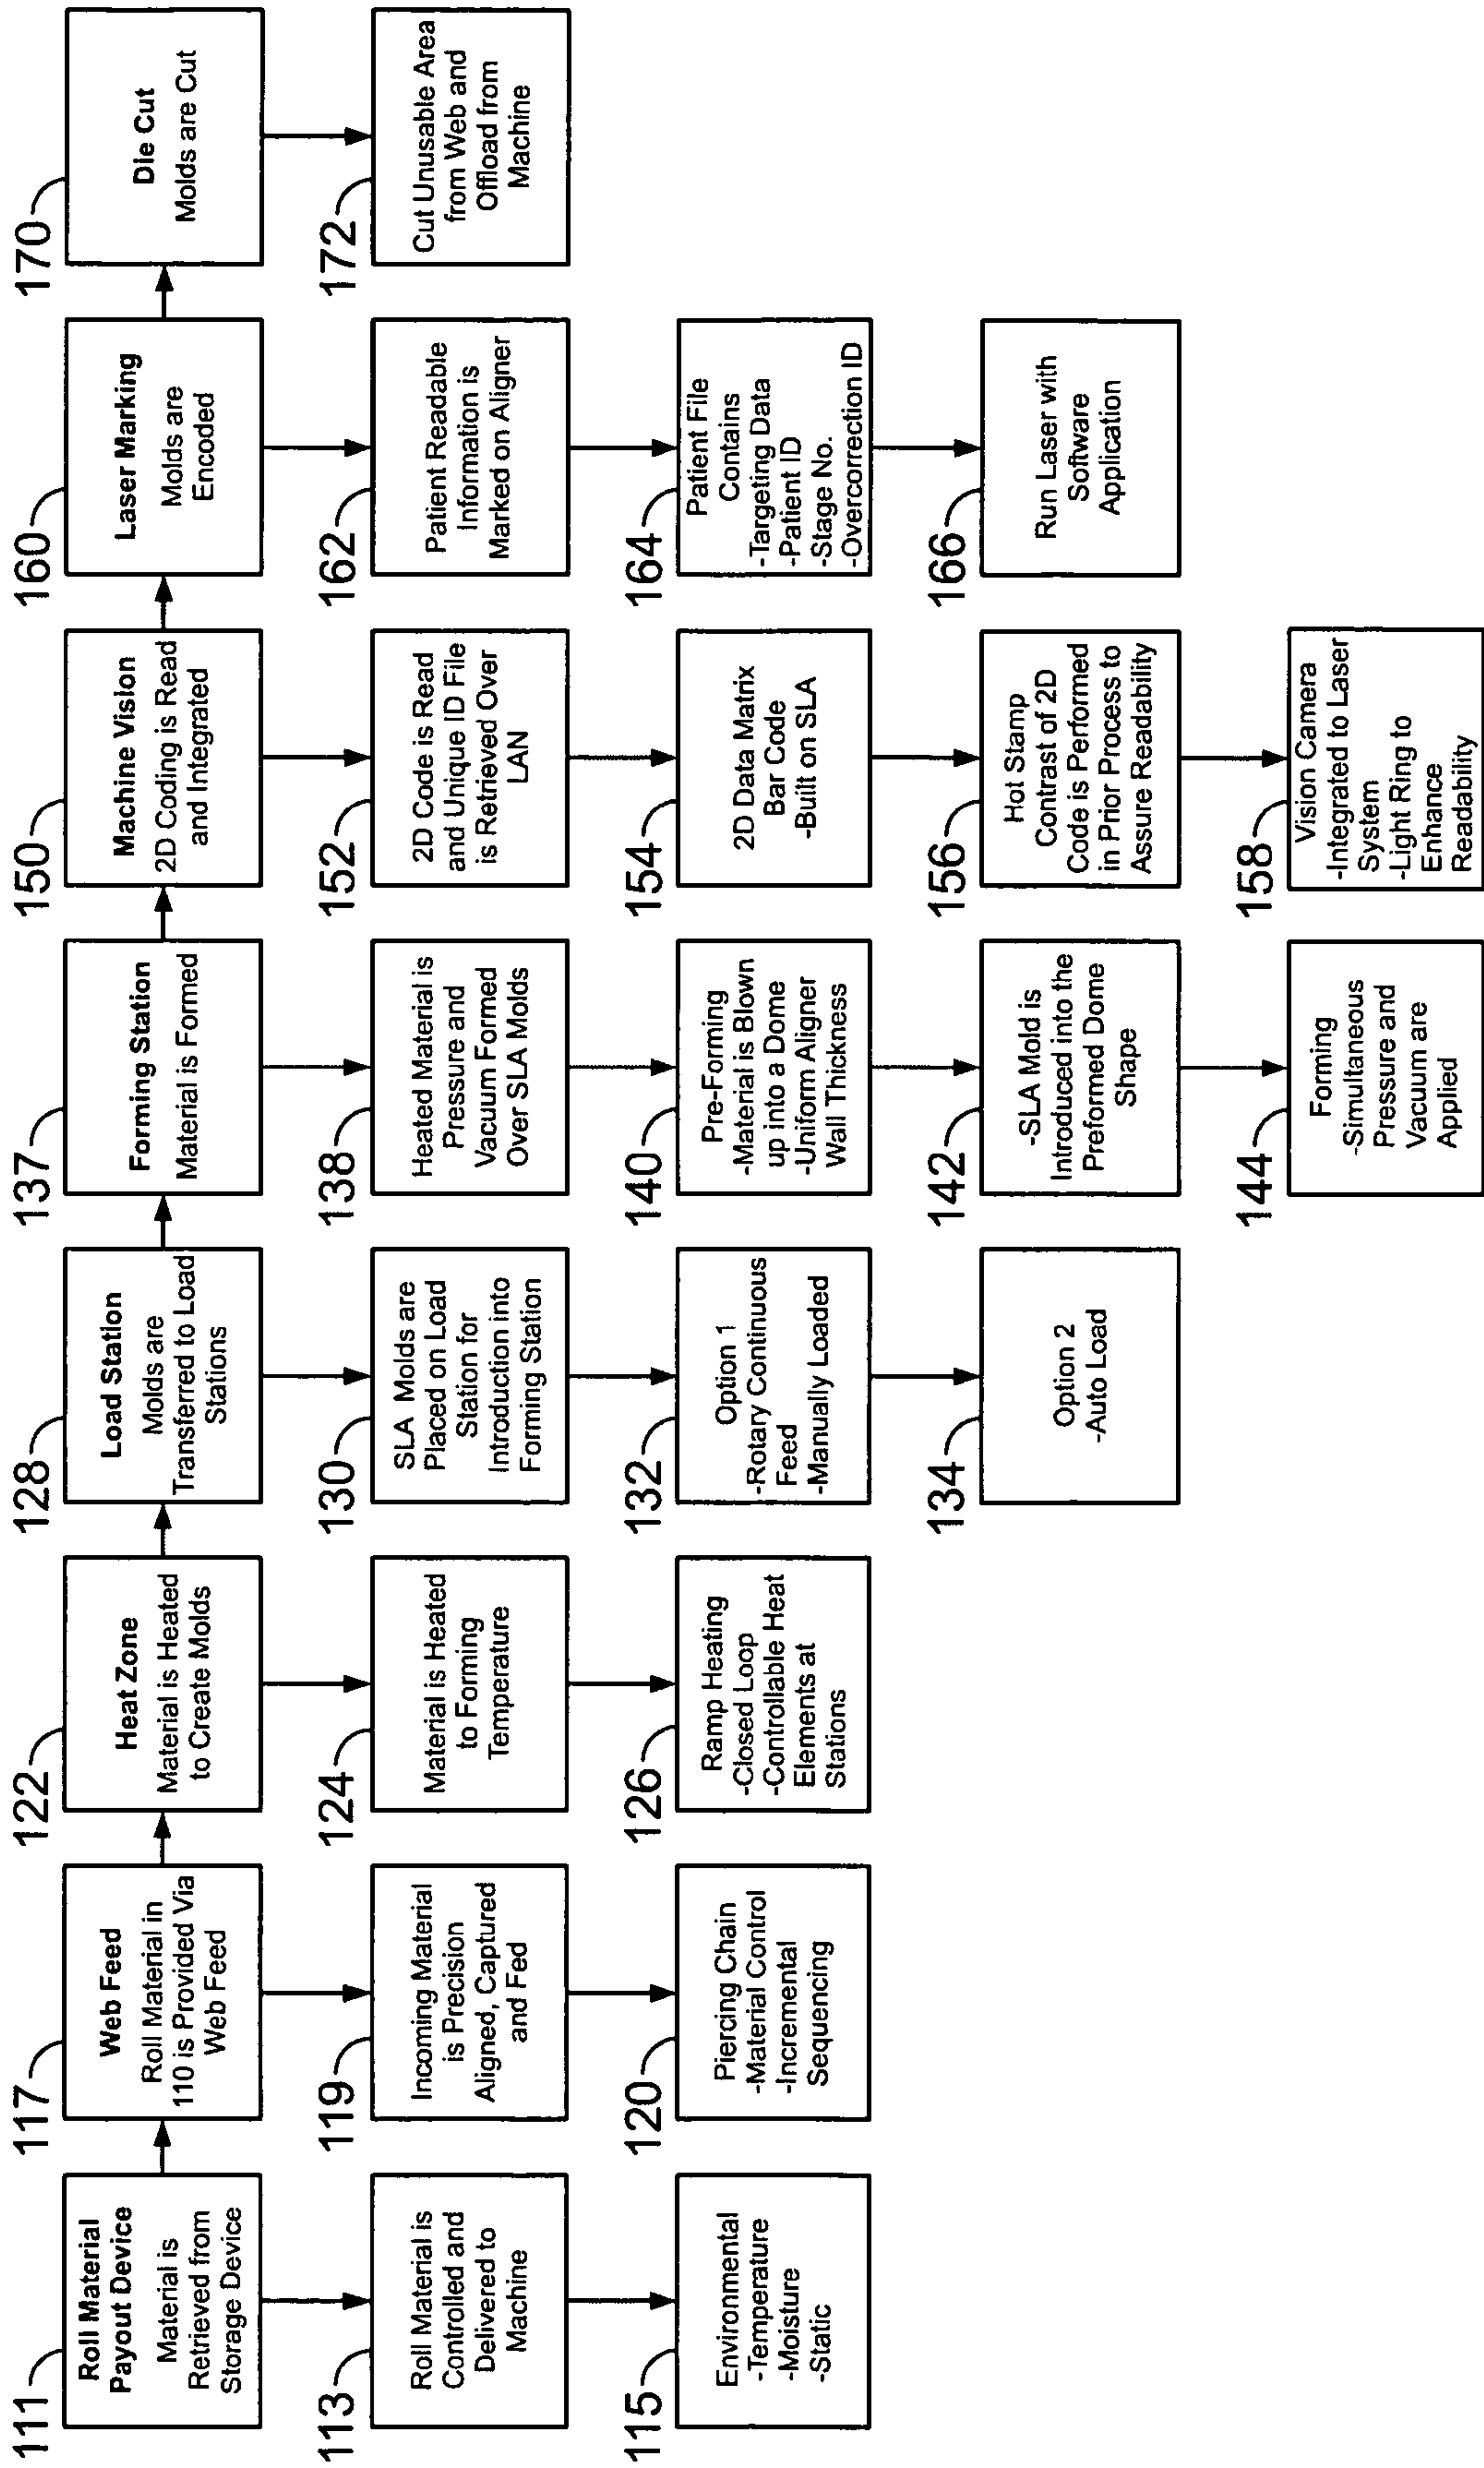 111
Roll Material
Payout Device
Material is
Retrieved from
Storage Device
113
Roll Material is
Controlled and
Delivered to
Machine
115
Environmental
-Temperature
-Moisture
-Static
117
Web Feed
Roll Material in
110 is Provided Via
Web Feed
119
Incoming Material
is Precision
Aligned, Captured
and Fed
120
Piercing Chain
-Material Control
-Incremental
Sequencing
122
Heat Zone
Material is Heated
to Create Molds
124
Material is Heated
to Forming
Temperature
126
Ramp Heating
-Closed Loop
-Controllable Heat
Elements at
Stations
128
Load Station
Molds are
Transferred to Load
Stations
130
SLA Molds are
Placed on Load
Station for
Introduction into
Forming Station
132
Option 1
-Rotary Continuous
Feed
-Manually Loaded
134
Option 2
-Auto Load
137
Forming Station
Material is Formed
138
Heated Material is
Pressure and
Vacuum Formed
Over SLA Molds
140
Pre-Forming
-Material is Blown
up into a Dome
-Uniform Aligner
Wall Thickness
142
-SLA Mold is
Introduced into the
Preformed Dome
Shape
144
Forming
-Simultaneous
Pressure and
Vacuum are
Applied
150
Machine Vision
2D Coding is Read
and Integrated
152
2D Code is Read
and Unique ID File
is Retrieved Over
LAN
154
2D Data Matrix
Bar Code
-Built on SLA
156
Hot Stamp
Contrast of 2D
Code is Performed
in Prior Process to
Assure Readability
158
Vision Camera
-Integrated to Laser
System
-Light Ring to
Enhance
Readability
160
Laser Marking
Molds are
Encoded
162
Patient Readable
Information is
Marked on Aligner
164
Patient File
Contains
-Targeting Data
-Patient ID
-Stage No.
-Overcorrection ID
166
Run Laser with
Software
Application
170
Die Cut
Molds are Cut
172
Cut Unusable Area
from Web and
Offload from
Machine